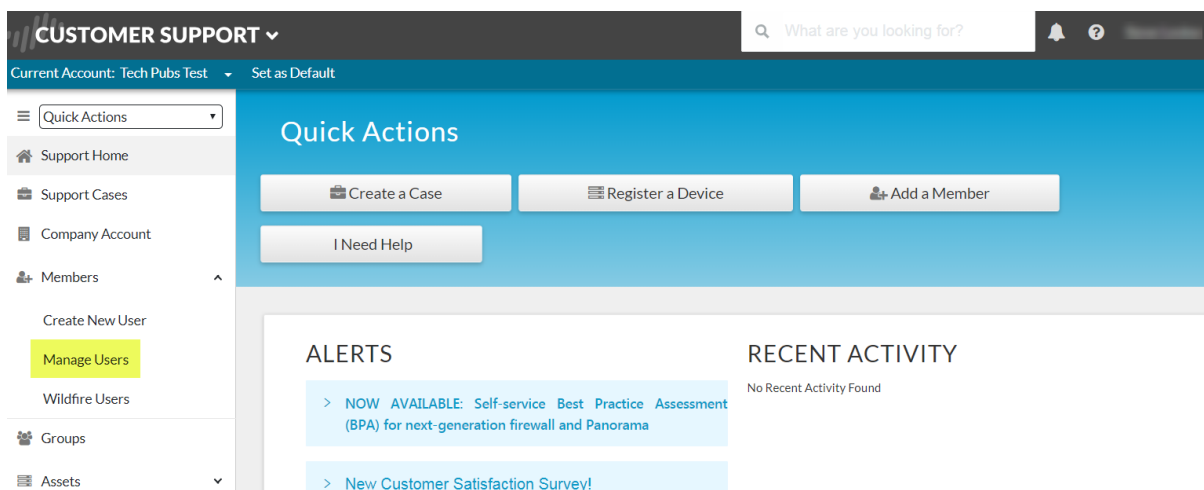 CUSTOMER SUPPORT
What are you looking for?
Current Account: Tech Pubs Test
Set as Default
Quick Actions
Support Home
Support Cases
Company Account
Members
Create New User
Manage Users
Wildfire Users
Groups
Assets
Quick Actions
Create a Case
Register a Device
Add a Member
I Need Help
ALERTS
> NOW AVAILABLE: Self-service Best Practice Assessment
(BPA) for next-generation firewall and Panorama
> New Customer Satisfaction Survey!
RECENT ACTIVITY
No Recent Activity Found